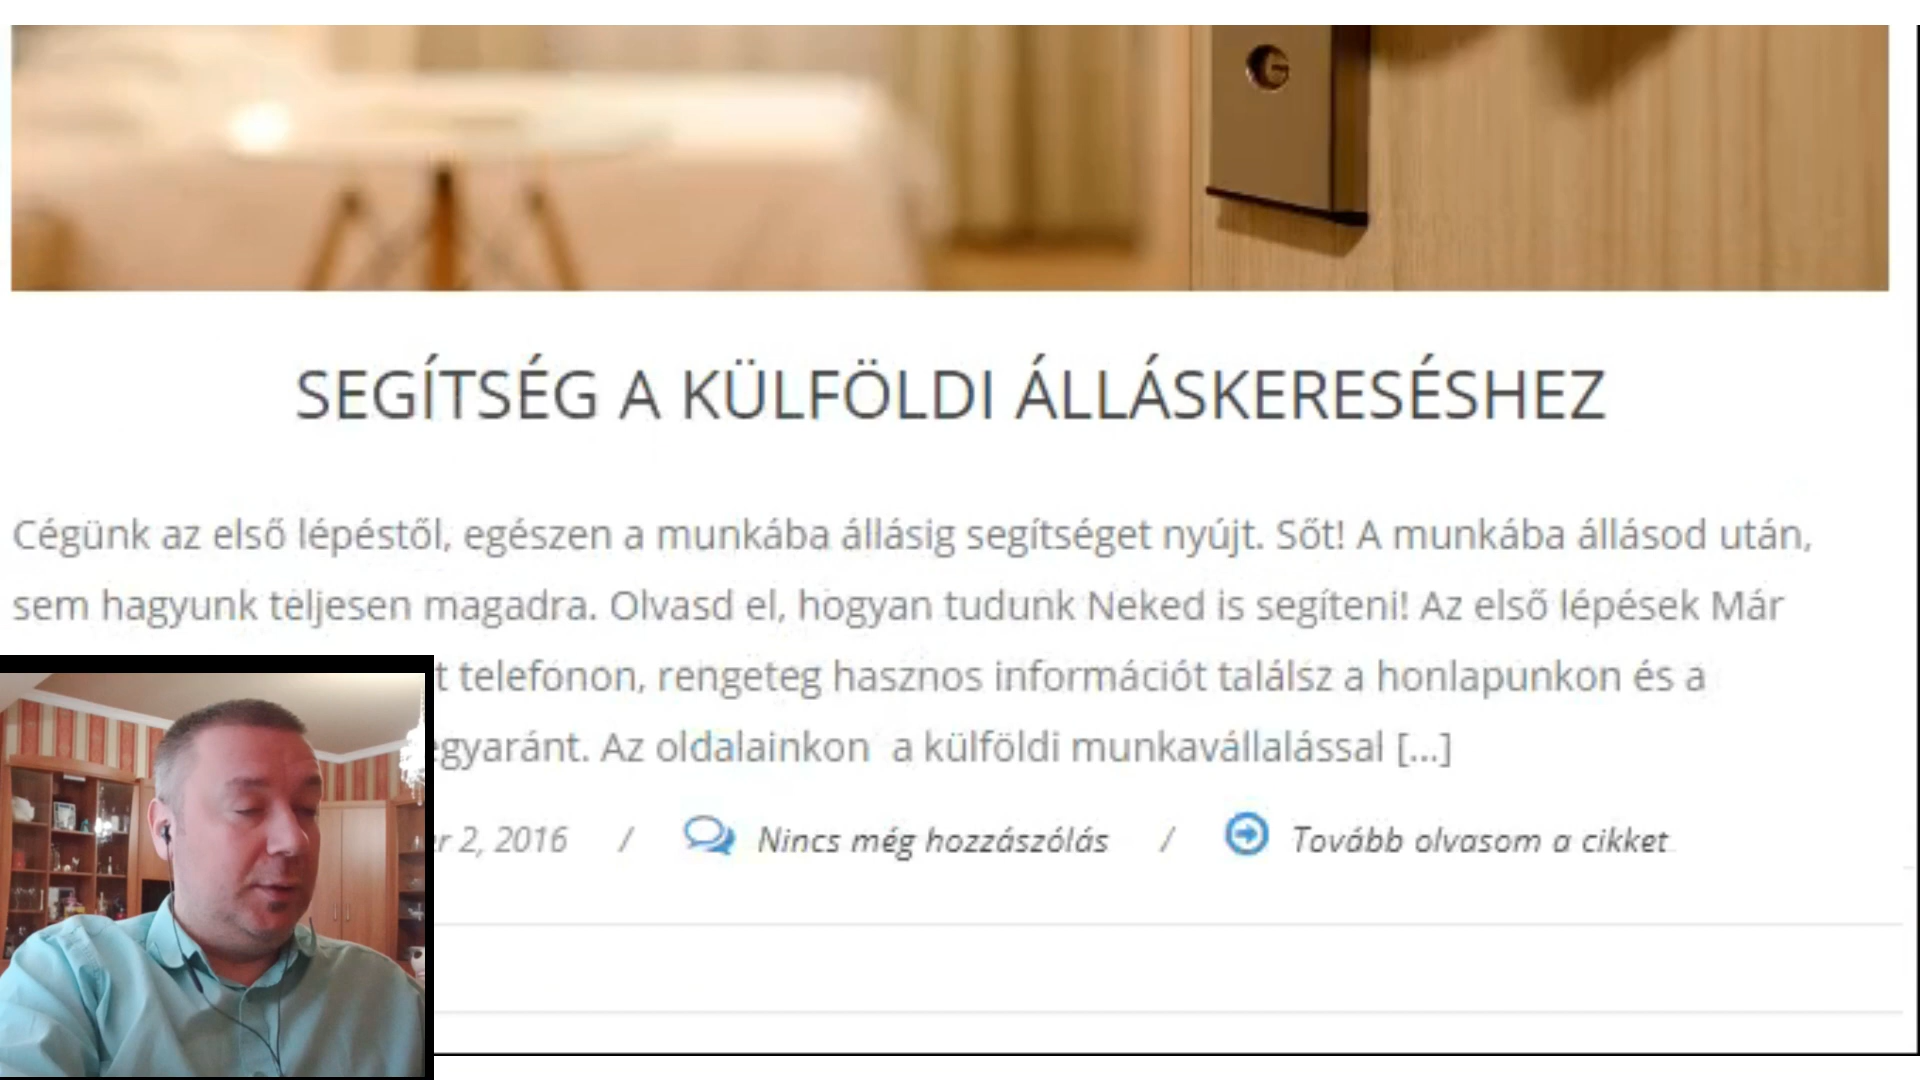 SEGÍTSÉG A KÜLFÖLDI ÁLLÁSKERESÉSHEZ
Cégünk az első lépéstől, egészen a munkába állásig segítséget nyújt. Sőt! A munkába állásod után,
sem hagyunk teljesen magadra. Olvasd el, hogyan tudunk Neked is segíteni! Az első lépések Már
telefonon, rengeteg hasznos információt találsz a honlapunkon és a
egyaránt. Az oldalainkon a külföldi munkavállalással [...]
2, 2016 / Nincs még hozzászólás / Tovább olvasom a cikket